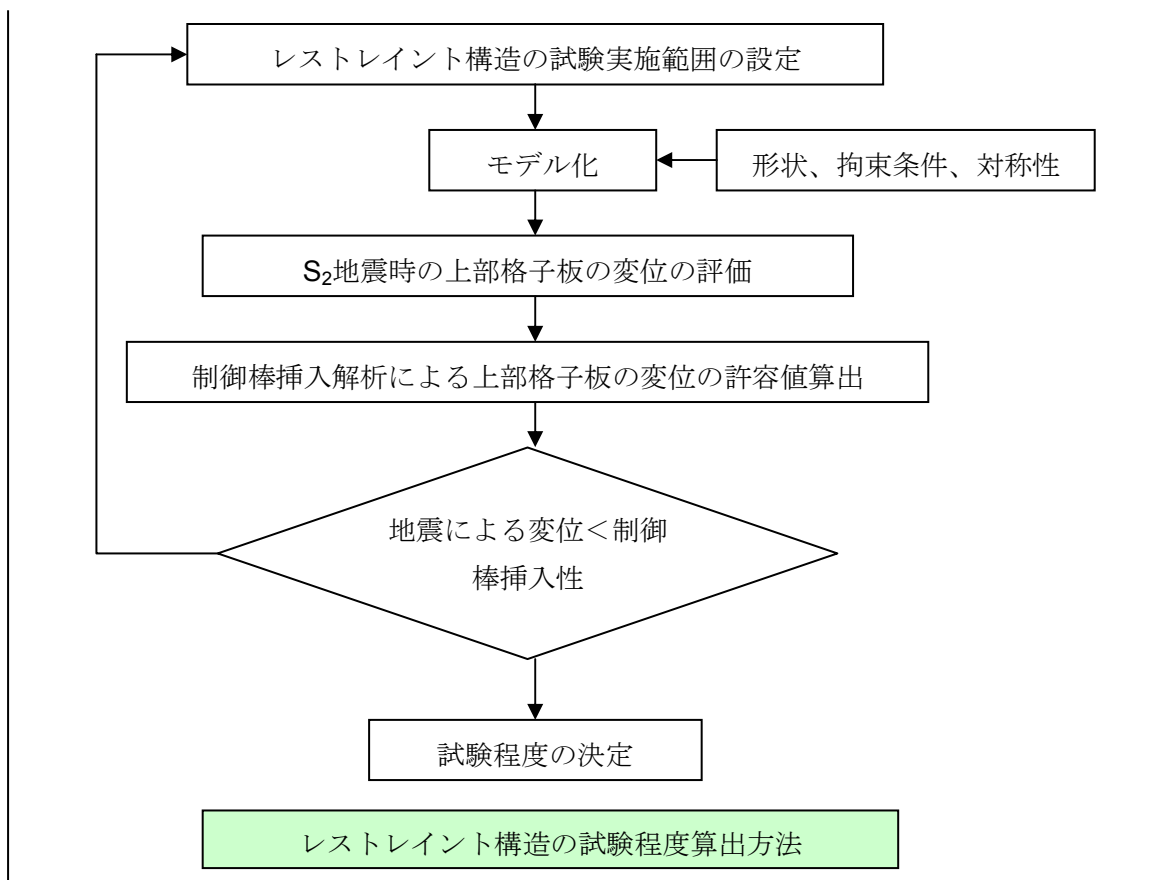 レストレイント構造の試験実施範囲の設定
モデル化
形状、拘束条件、対称性
S₂地震時の上部格子板の変位の評価
制御棒挿入解析による上部格子板の変位の許容値算出
地震による変位＜制御
棒挿入性
試験程度の決定
レストレイント構造の試験程度算出方法